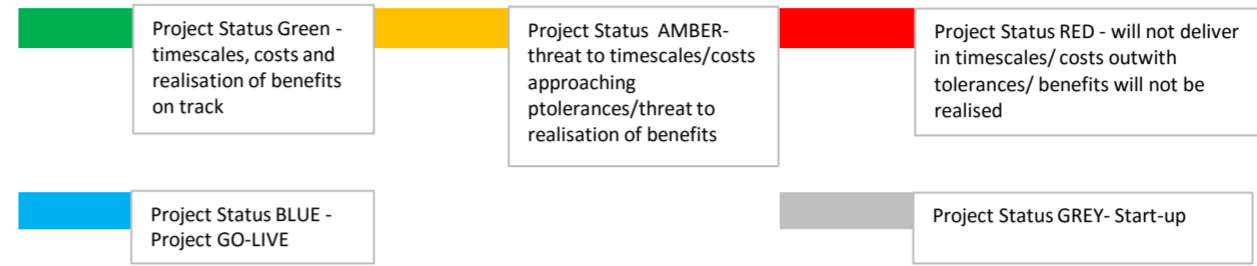 Project Status Green -
timescales, costs and
realisation of benefits
on track
Project Status  AMBER-
threat to timescales/costs
approaching
ptolerances/threat to
realisation of benefits
Project Status RED - will not deliver
in timescales/ costs outwith
tolerances/ benefits will not be
realised
Project Status BLUE -
Project GO-LIVE
Project Status GREY- Start-up